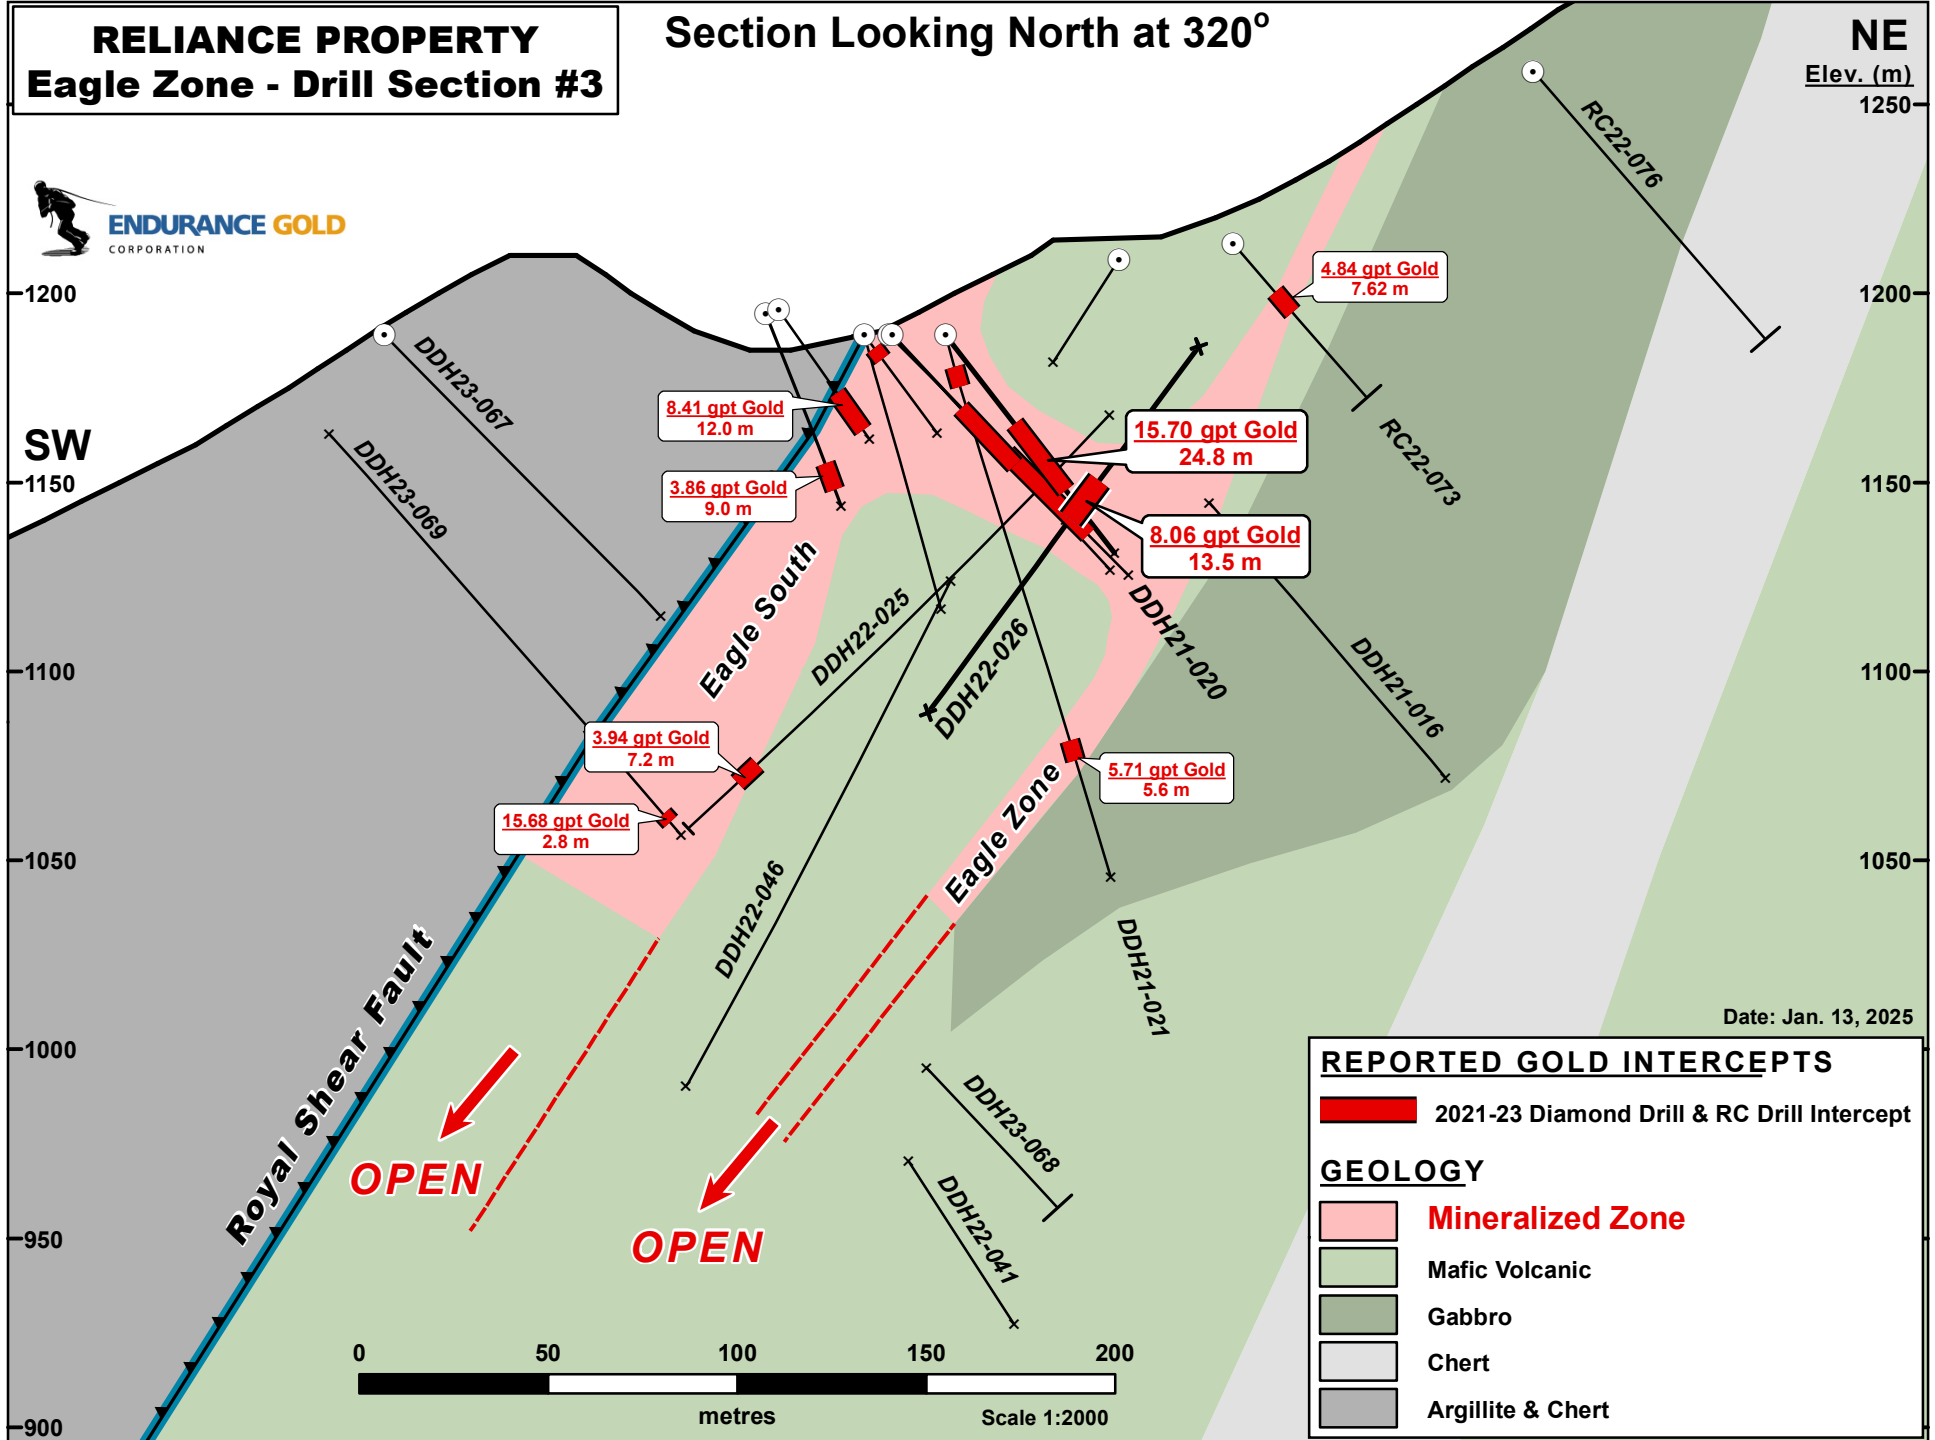 RELIANCE PROPERTY
Eagle Zone - Drill Section #3
Section Looking North at 320°
NE
Elev. (m)
ENDURANCE GOLD
CORPORATION
SW
1250
1200
1150
1100
1050
1200
1150
1100
1050
1000
950
900
RC22-076
RC22-073
DDH23-067
DDH23-069
DDH22-025
DDH22-026
DDH21-020
DDH21-016
DDH22-046
DDH21-021
DDH23-068
DDH22-041
4.84 gpt Gold
7.62 m
8.41 gpt Gold
12.0 m
3.86 gpt Gold
9.0 m
15.70 gpt Gold
24.8 m
8.06 gpt Gold
13.5 m
3.94 gpt Gold
7.2 m
5.71 gpt Gold
5.6 m
15.68 gpt Gold
2.8 m
Eagle South
Eagle Zone
Royal Shear Fault
OPEN
OPEN
0 50 100 150 200
metres
Scale 1:2000
Date: Jan. 13, 2025
REPORTED GOLD INTERCEPTS
2021-23 Diamond Drill & RC Drill Intercept
GEOLOGY
Mineralized Zone
Mafic Volcanic
Gabbro
Chert
Argillite & Chert